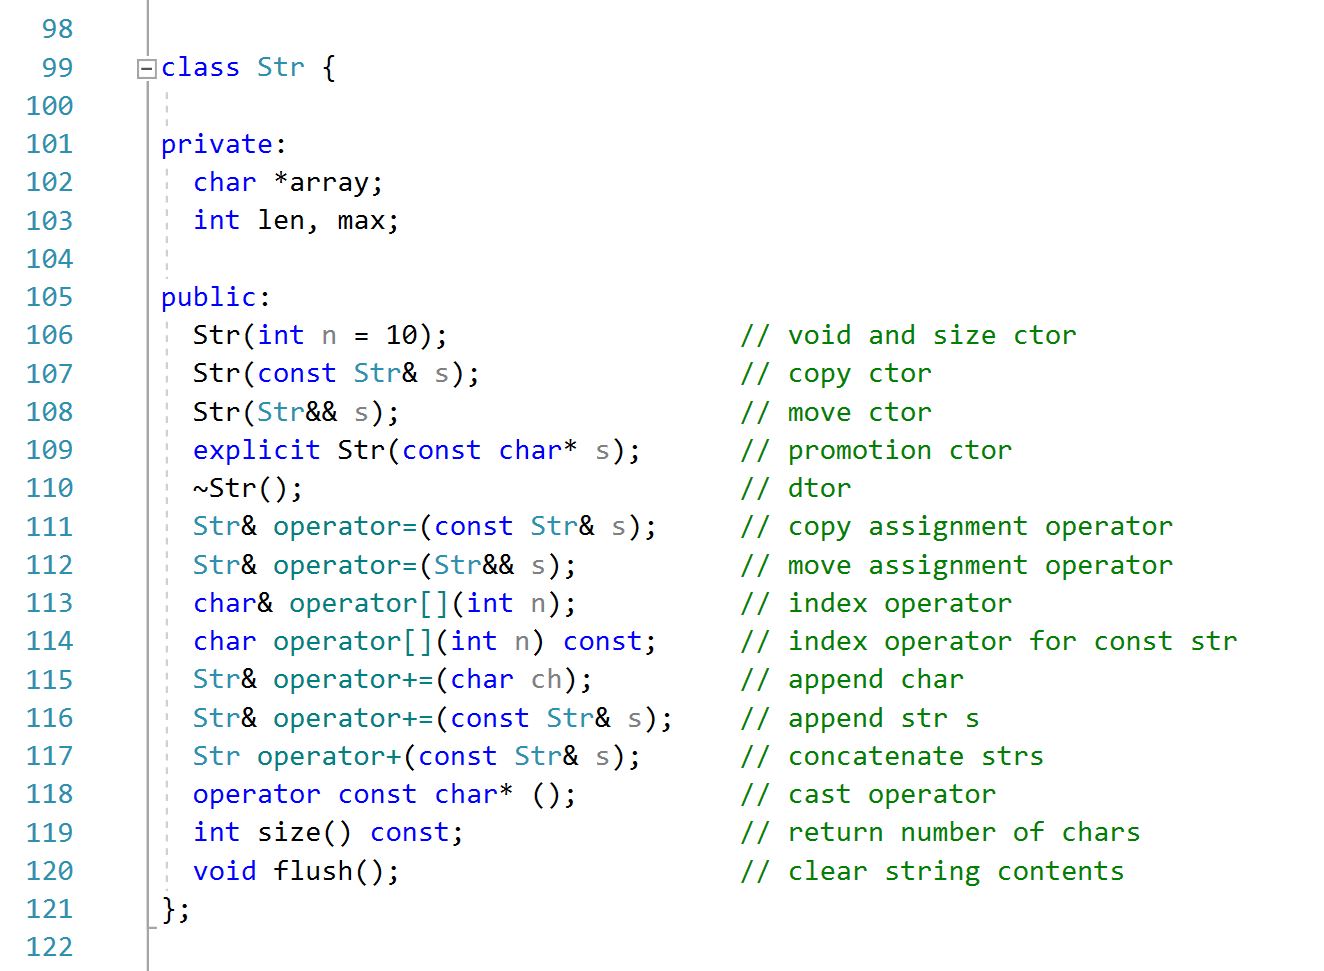 98
99 class Str {
100
101 private:
102   char *array;
103   int len, max;
104
105 public:
106   Str(int n = 10);                  // void and size ctor
107   Str(const Str& s);                // copy ctor
108   Str(Str&& s);                     // move ctor
109   explicit Str(const char* s);      // promotion ctor
110   ~Str();                           // dtor
111   Str& operator=(const Str& s);     // copy assignment operator
112   Str& operator=(Str&& s);          // move assignment operator
113   char& operator[](int n);          // index operator
114   char operator[](int n) const;     // index operator for const str
115   Str& operator+=(char ch);         // append char
116   Str& operator+=(const Str& s);    // append str s
117   Str operator+(const Str& s);      // concatenate strs
118   operator const char* ();          // cast operator
119   int size() const;                 // return number of chars
120   void flush();                     // clear string contents
121 };
122